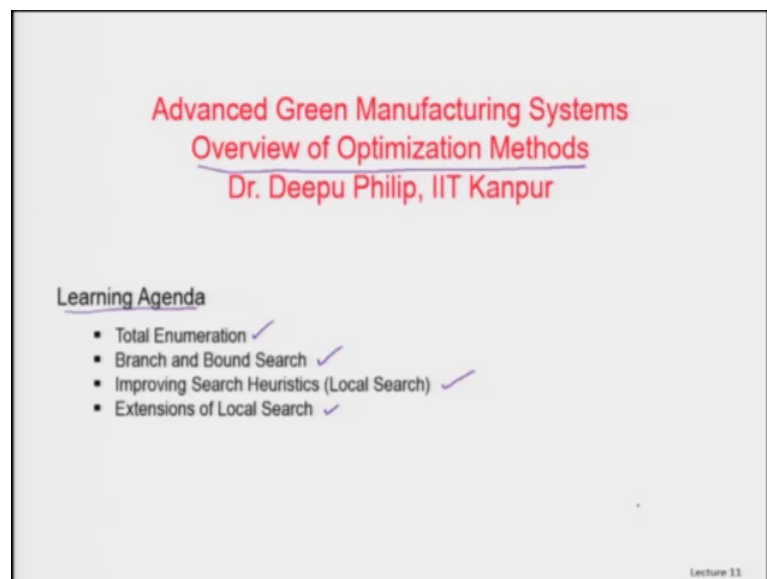 Advanced Green Manufacturing Systems
Overview of Optimization Methods
Dr. Deepu Philip, IIT Kanpur
Learning Agenda
▪ Total Enumeration
▪ Branch and Bound Search
▪ Improving Search Heuristics (Local Search)
▪ Extensions of Local Search
Lecture 11